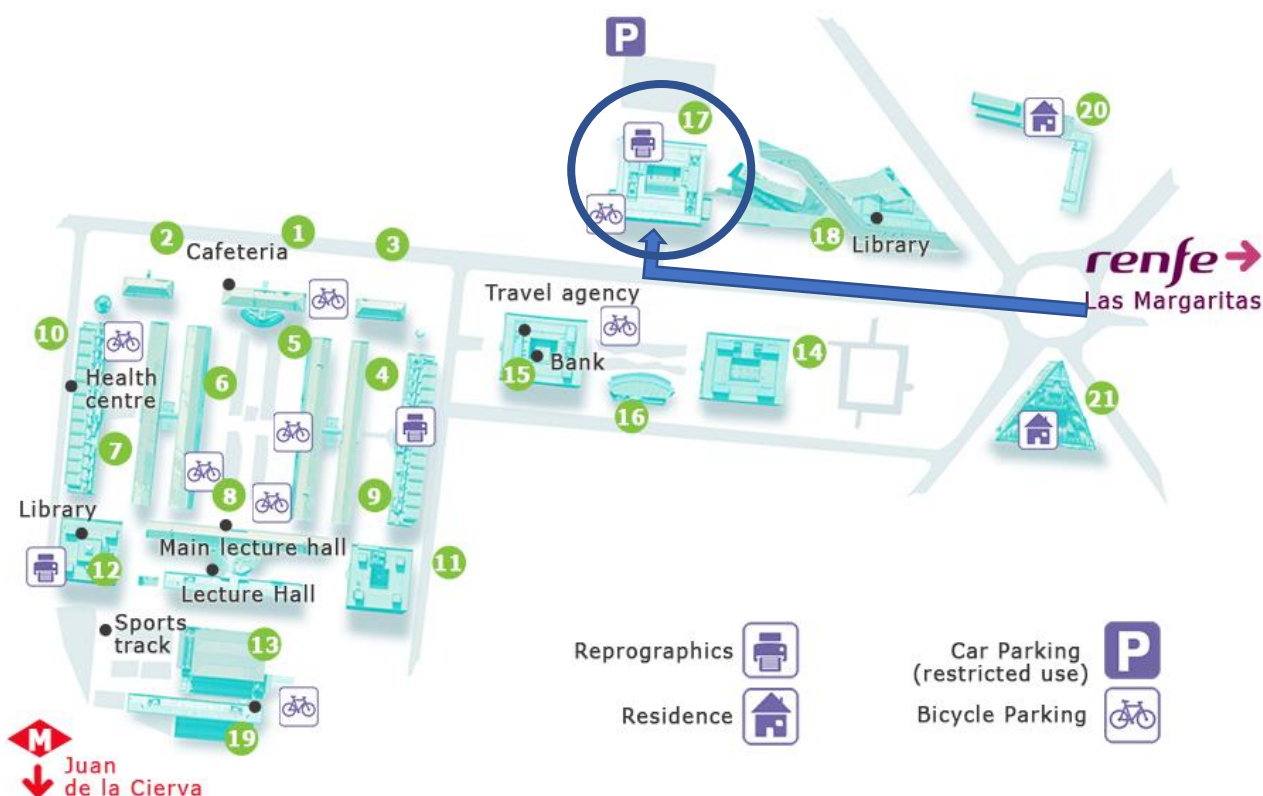 P
17
20
1
2
3
Cafeteria
18
Library
renfe
Las Margaritas
Travel agency
10
5
14
Bank
6
4
15
Health
centre
16
21
7
8
9
Library
Main lecture hall
11
12
Lecture Hall
Sports
track
13
Reprographics
Car Parking
(restricted use)
P
Residence
Bicycle Parking
19
M
Juan
de la Cierva